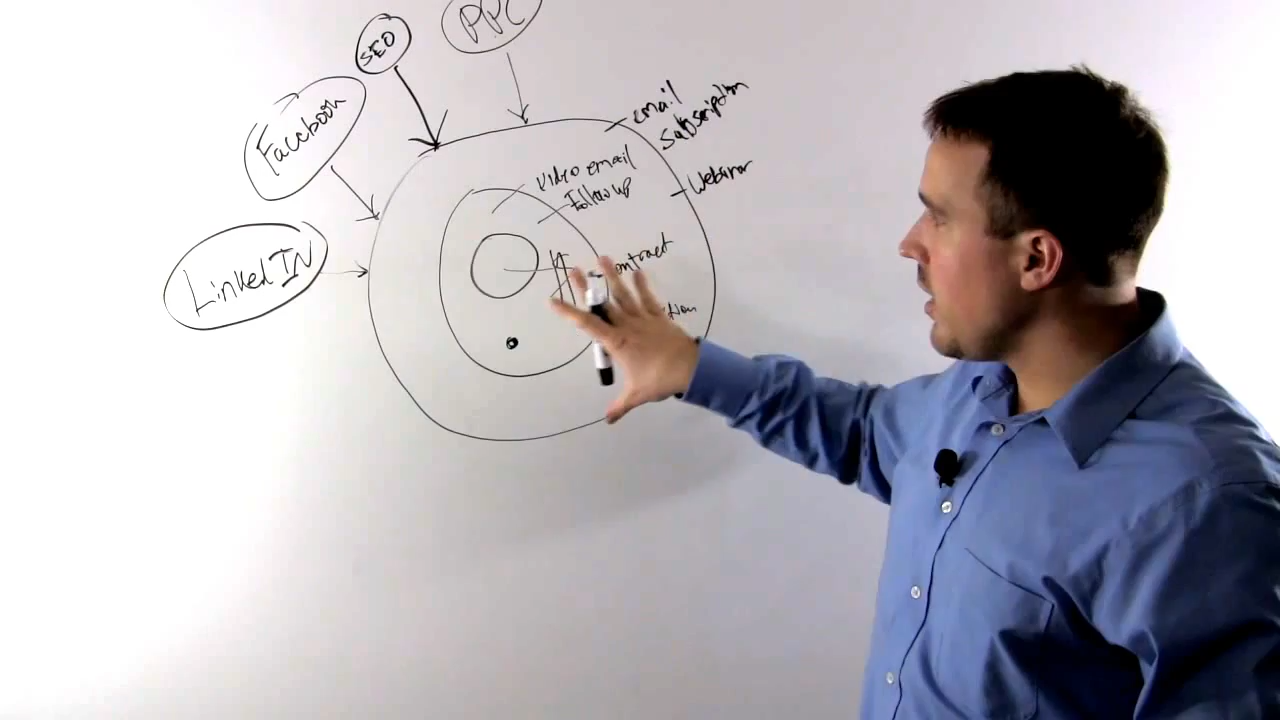 PPC
SEO
Facebook
LinkedIN
email
subscription
Webinar
Video email
Follow up
contract